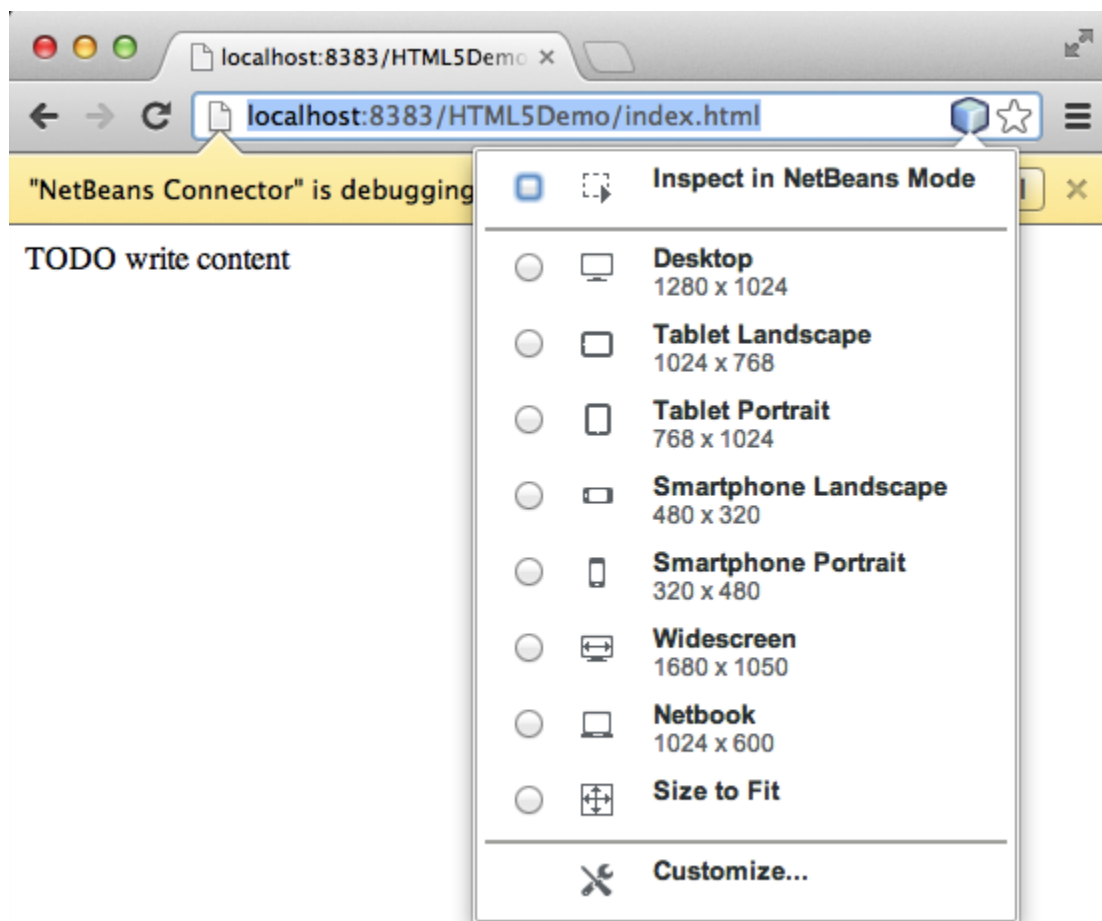 localhost:8383/HTML5Demo
localhost:8383/HTML5Demo/index.html
"NetBeans Connector" is debugging
TODO write content
Inspect in NetBeans Mode
Desktop
1280 x 1024
Tablet Landscape
1024 x 768
Tablet Portrait
768 x 1024
Smartphone Landscape
480 x 320
Smartphone Portrait
320 x 480
Widescreen
1680 x 1050
Netbook
1024 x 600
Size to Fit
Customize...